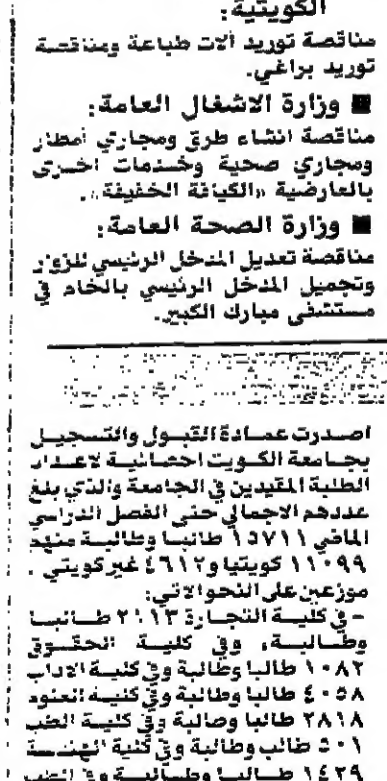 الكويتية:
مناقصة توريد آلات طباعة ومناقصة
توريد براغي.
■ وزارة الاشغال العامة:
مناقصة انشاء طرق ومجاري أمطار
ومجاري صحية وخدمات اخرى
بالعارضية «الكيافة الخفيفة».
■ وزارة الصحة العامة:
مناقصة تعديل المدخل الرئيسي للزوار
وتجميل المدخل الرئيسي بالخام في
مستشفى مبارك الكبير.
اصدرت عمادة القبول والتسجيل
بجامعة الكويت احصائية لاعداد
الطلبة المقيدين في الجامعة والذي يبلغ
عددهم الاجمالي حتى الفصل الدراسي
الماضي ١٥٧١١ طالبا وطالبة منهم
١١٠٩٩ كويتيا و٤٦١٢ غير كويتي .
موزعين على النحو الاتي:
- في كلية التجارة ٢١١٣ طالبا
وطالبة، وفي كلية الحقوق
١٠٨٢ طالبا وطالبة وفي كلية الاداب
٤٠٥٨ طالبا وطالبة وفي كلية العلوم
٢٨١٨ طالبا وطالبة وفي كلية الطب
٥٠١ طالب وطالبة وفي كلية الهندسة
١٤٢٩ طالبا وطالبة وفي الطب